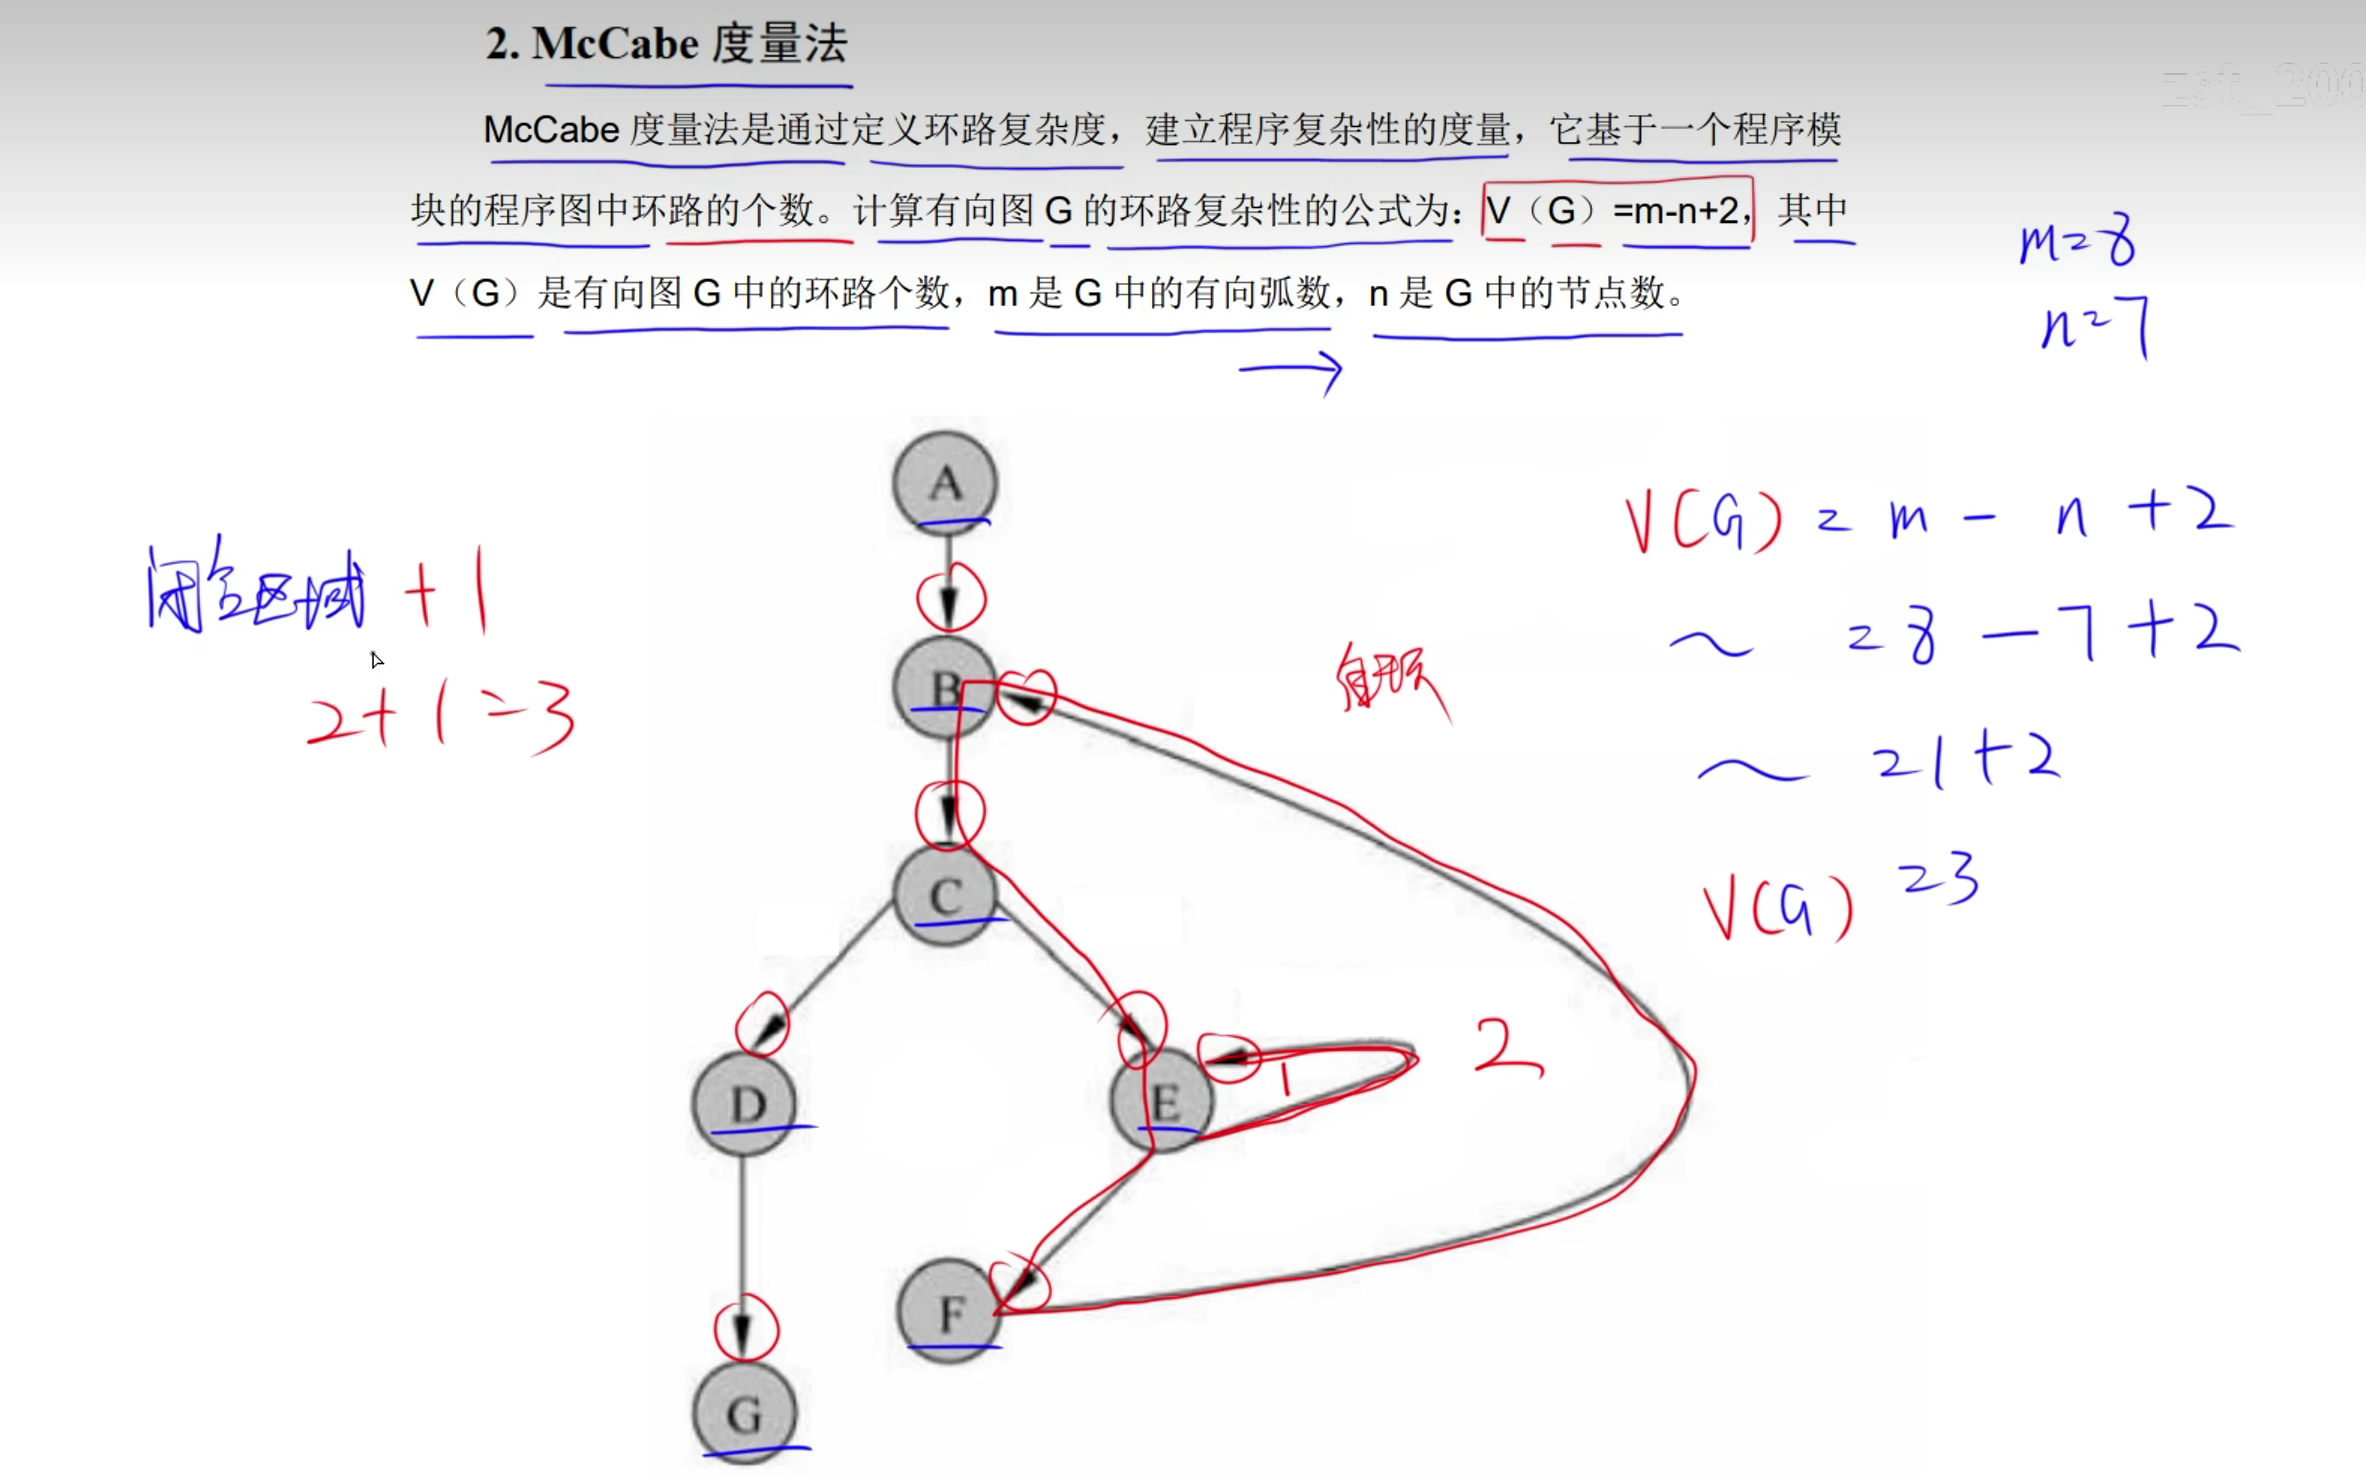 2. McCabe 度量法
McCabe 度量法是通过定义环路复杂度，建立程序复杂性的度量，它基于一个程序模
块的程序图中环路的个数。计算有向图 G 的环路复杂性的公式为：V（G）=m-n+2，其中
V（G）是有向图 G 中的环路个数，m 是 G 中的有向弧数，n 是 G 中的节点数。
m=8
n=7
A
V(G) = m - n +2
闭合区域 +1
= 8 - 7 +2
B
2+1=3
=1+2
C
V(G) =3
2
1
D
E
F
G